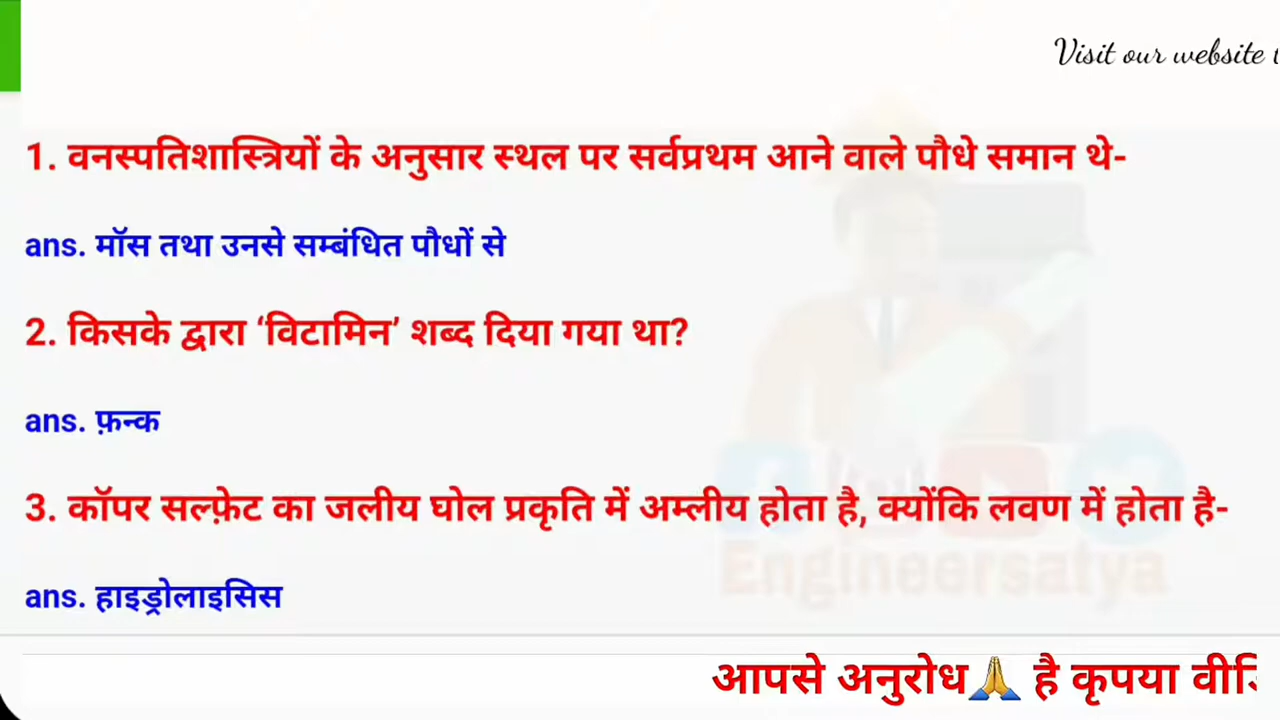 Visit our website
1. वनस्पतिशास्त्रियों के अनुसार स्थल पर सर्वप्रथम आने वाले पौधे समान थे-
ans. मॉस तथा उनसे सम्बंधित पौधों से
2. किसके द्वारा ‘विटामिन’ शब्द दिया गया था?
ans. फ़न्क
3. कॉपर सल्फ़ेट का जलीय घोल प्रकृति में अम्लीय होता है, क्योंकि लवण में होता है-
Engineersatya
ans. हाइड्रोलाइसिस
आपसे अनुरोध🙏 है कृपया